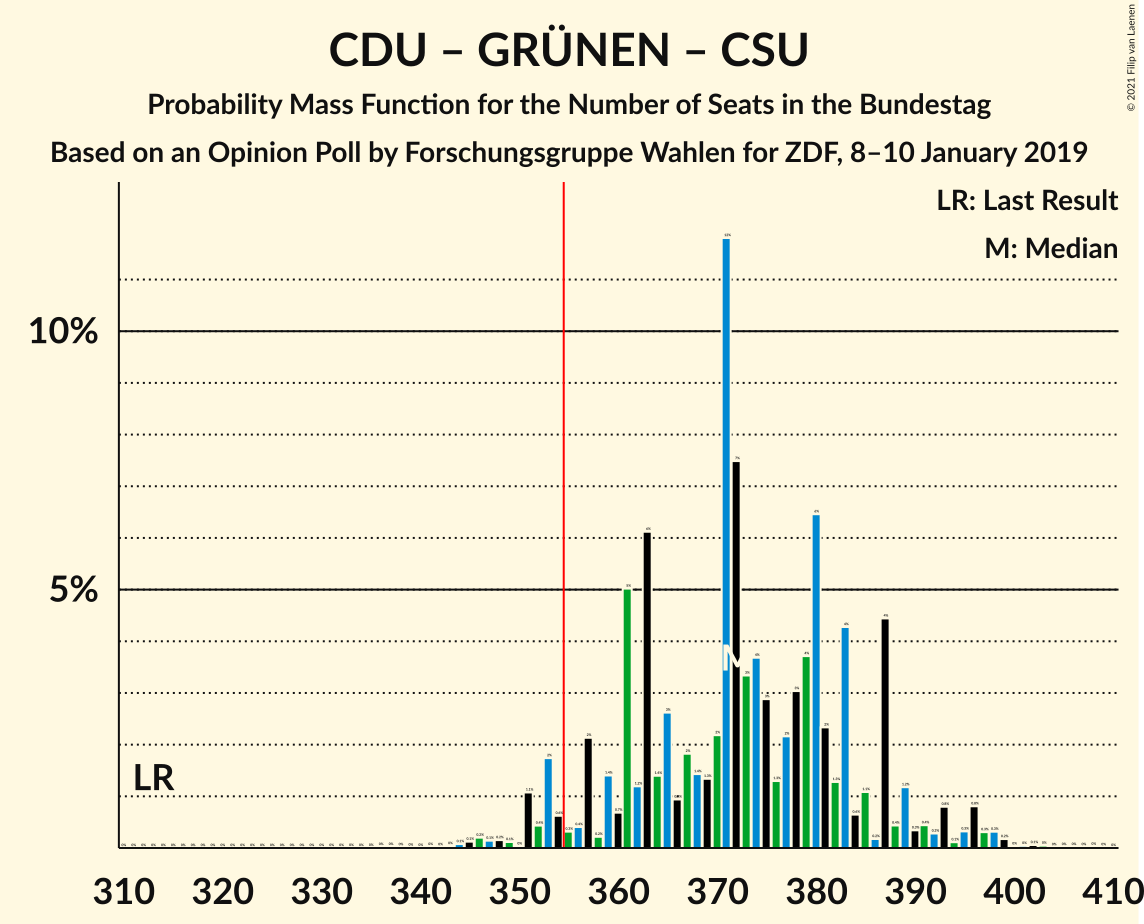 CDU – GRÜNEN – CSU
Probability Mass Function for the Number of Seats in the Bundestag
Based on an Opinion Poll by Forschungsgruppe Wahlen for ZDF, 8–10 January 2019
© 2021 Filip van Laenen
LR: Last Result
M: Median
10%
5%
M
LR
310 320 330 340 350 360 370 380 390 400 410